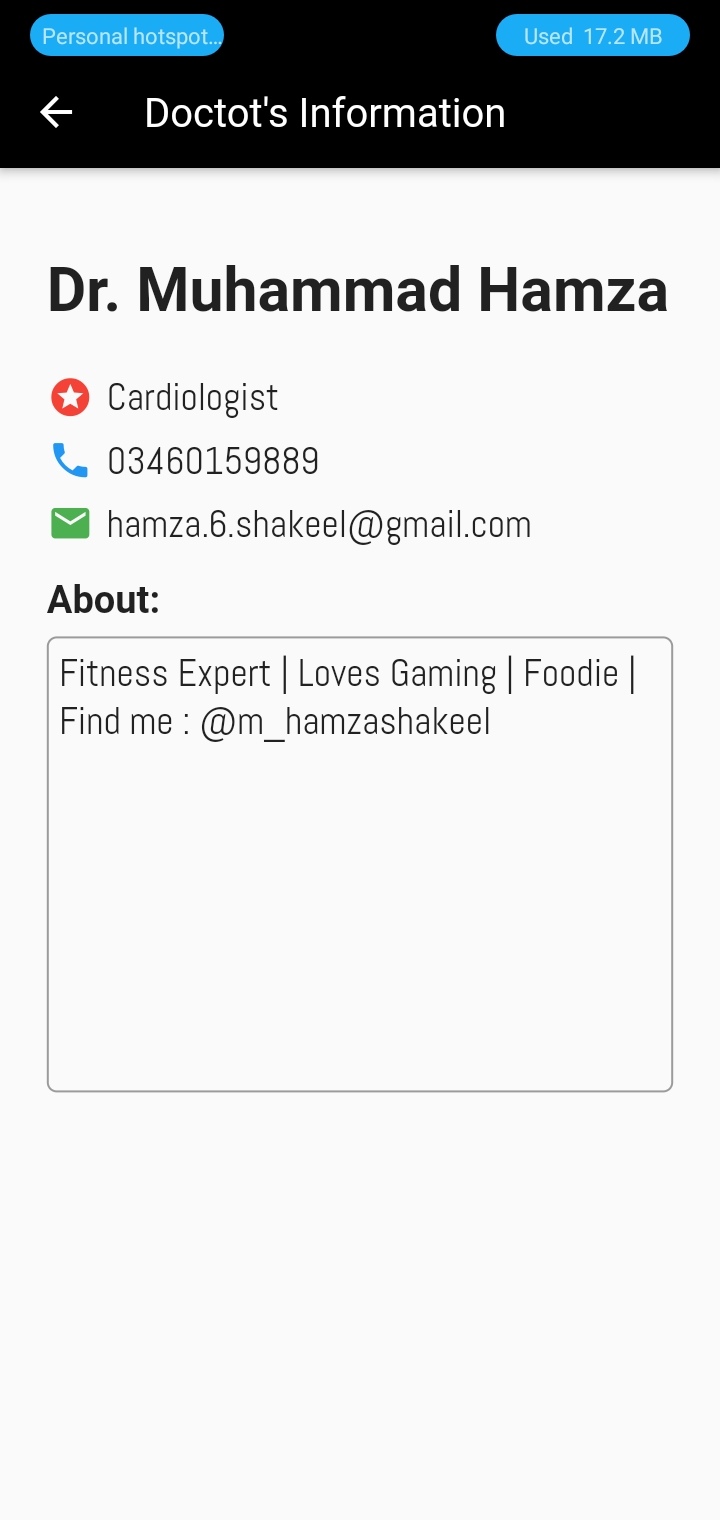 Personal hotspot... Used 17.2 MB
Doctot's Information
Dr. Muhammad Hamza
Cardiologist
03460159889
hamza.6.shakeel@gmail.com
About:
Fitness Expert | Loves Gaming | Foodie |
Find me : @m_hamzashakeel